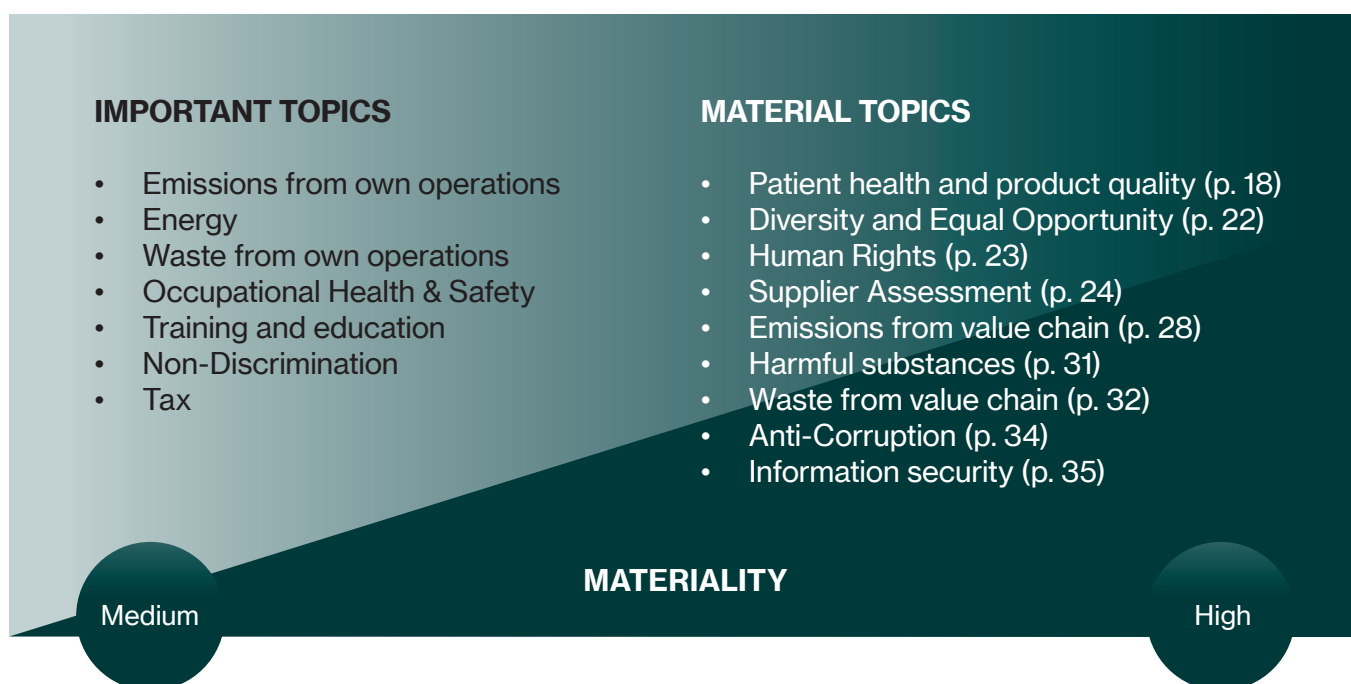 IMPORTANT TOPICS
• Emissions from own operations
• Energy
• Waste from own operations
• Occupational Health & Safety
• Training and education
• Non-Discrimination
• Tax
MATERIAL TOPICS
• Patient health and product quality (p. 18)
• Diversity and Equal Opportunity (p. 22)
• Human Rights (p. 23)
• Supplier Assessment (p. 24)
• Emissions from value chain (p. 28)
• Harmful substances (p. 31)
• Waste from value chain (p. 32)
• Anti-Corruption (p. 34)
• Information security (p. 35)
MATERIALITY
Medium
High